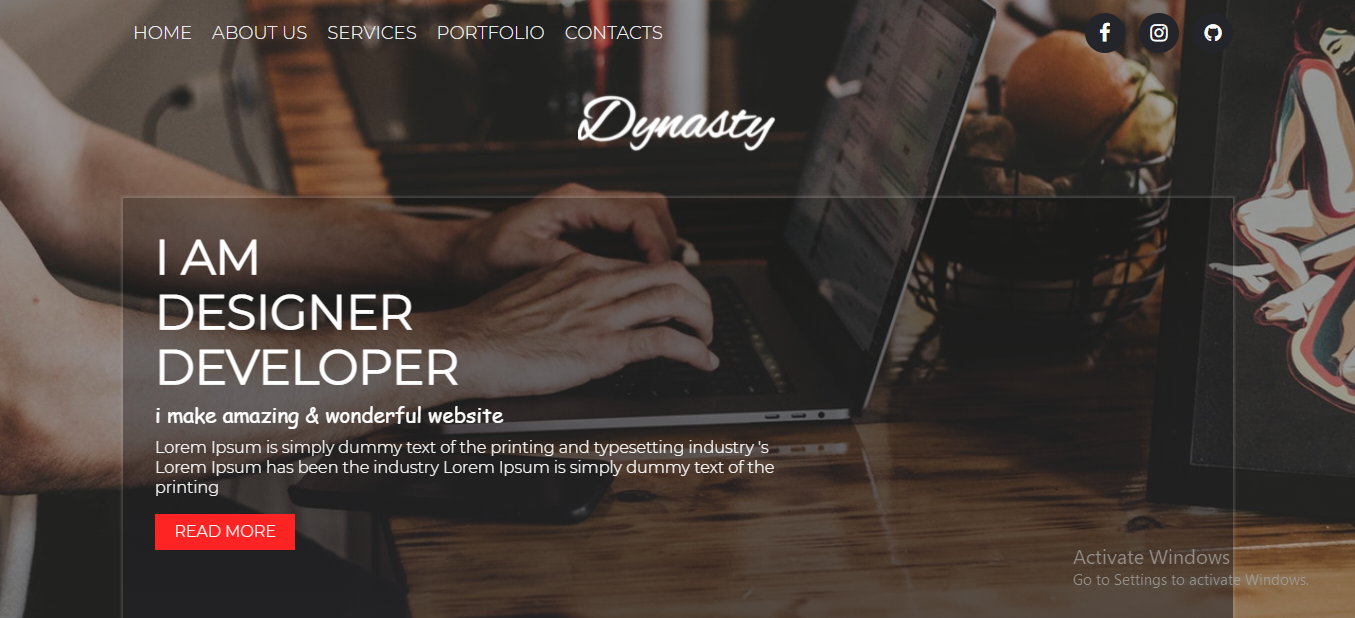 HOME ABOUT US SERVICES PORTFOLIO CONTACTS
Dynasty
I AM
DESIGNER
DEVELOPER
i make amazing & wonderful website
Lorem Ipsum is simply dummy text of the printing and typesetting industry 's
Lorem Ipsum has been the industry Lorem Ipsum is simply dummy text of the
printing
READ MORE
Activate Windows
Go to Settings to activate Windows.